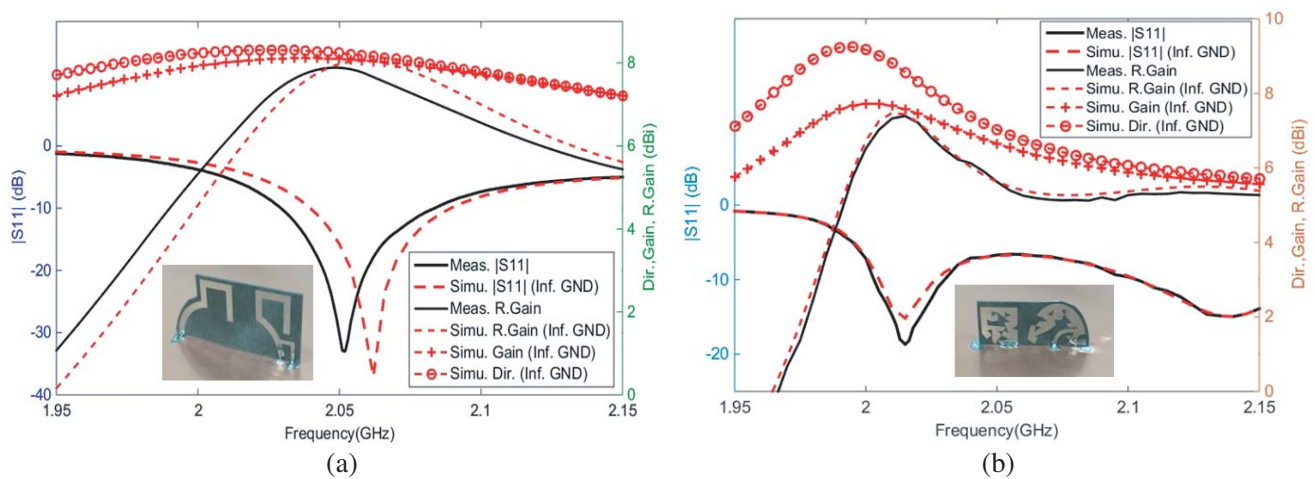 0
-10
-20
-30
-40
|S11| (dB)
1.95
2
2.05
2.1
2.15
Frequency(GHz)
0
2
4
6
8
Dir.,Gain, R.Gain (dBi)
Meas. |S11|
Simu. |S11| (Inf. GND)
Meas. R.Gain
Simu. R.Gain (Inf. GND)
Simu. Gain (Inf. GND)
Simu. Dir. (Inf. GND)
(a)
0
-10
-20
|S11| (dB)
1.95
2
2.05
2.1
2.15
Frequency(GHz)
0
2
4
6
8
10
Dir.,Gain, R.Gain (dBi)
Meas. |S11|
Simu. |S11| (Inf. GND)
Meas. R.Gain
Simu. R.Gain (Inf. GND)
Simu. Gain (Inf. GND)
Simu. Dir. (Inf. GND)
(b)